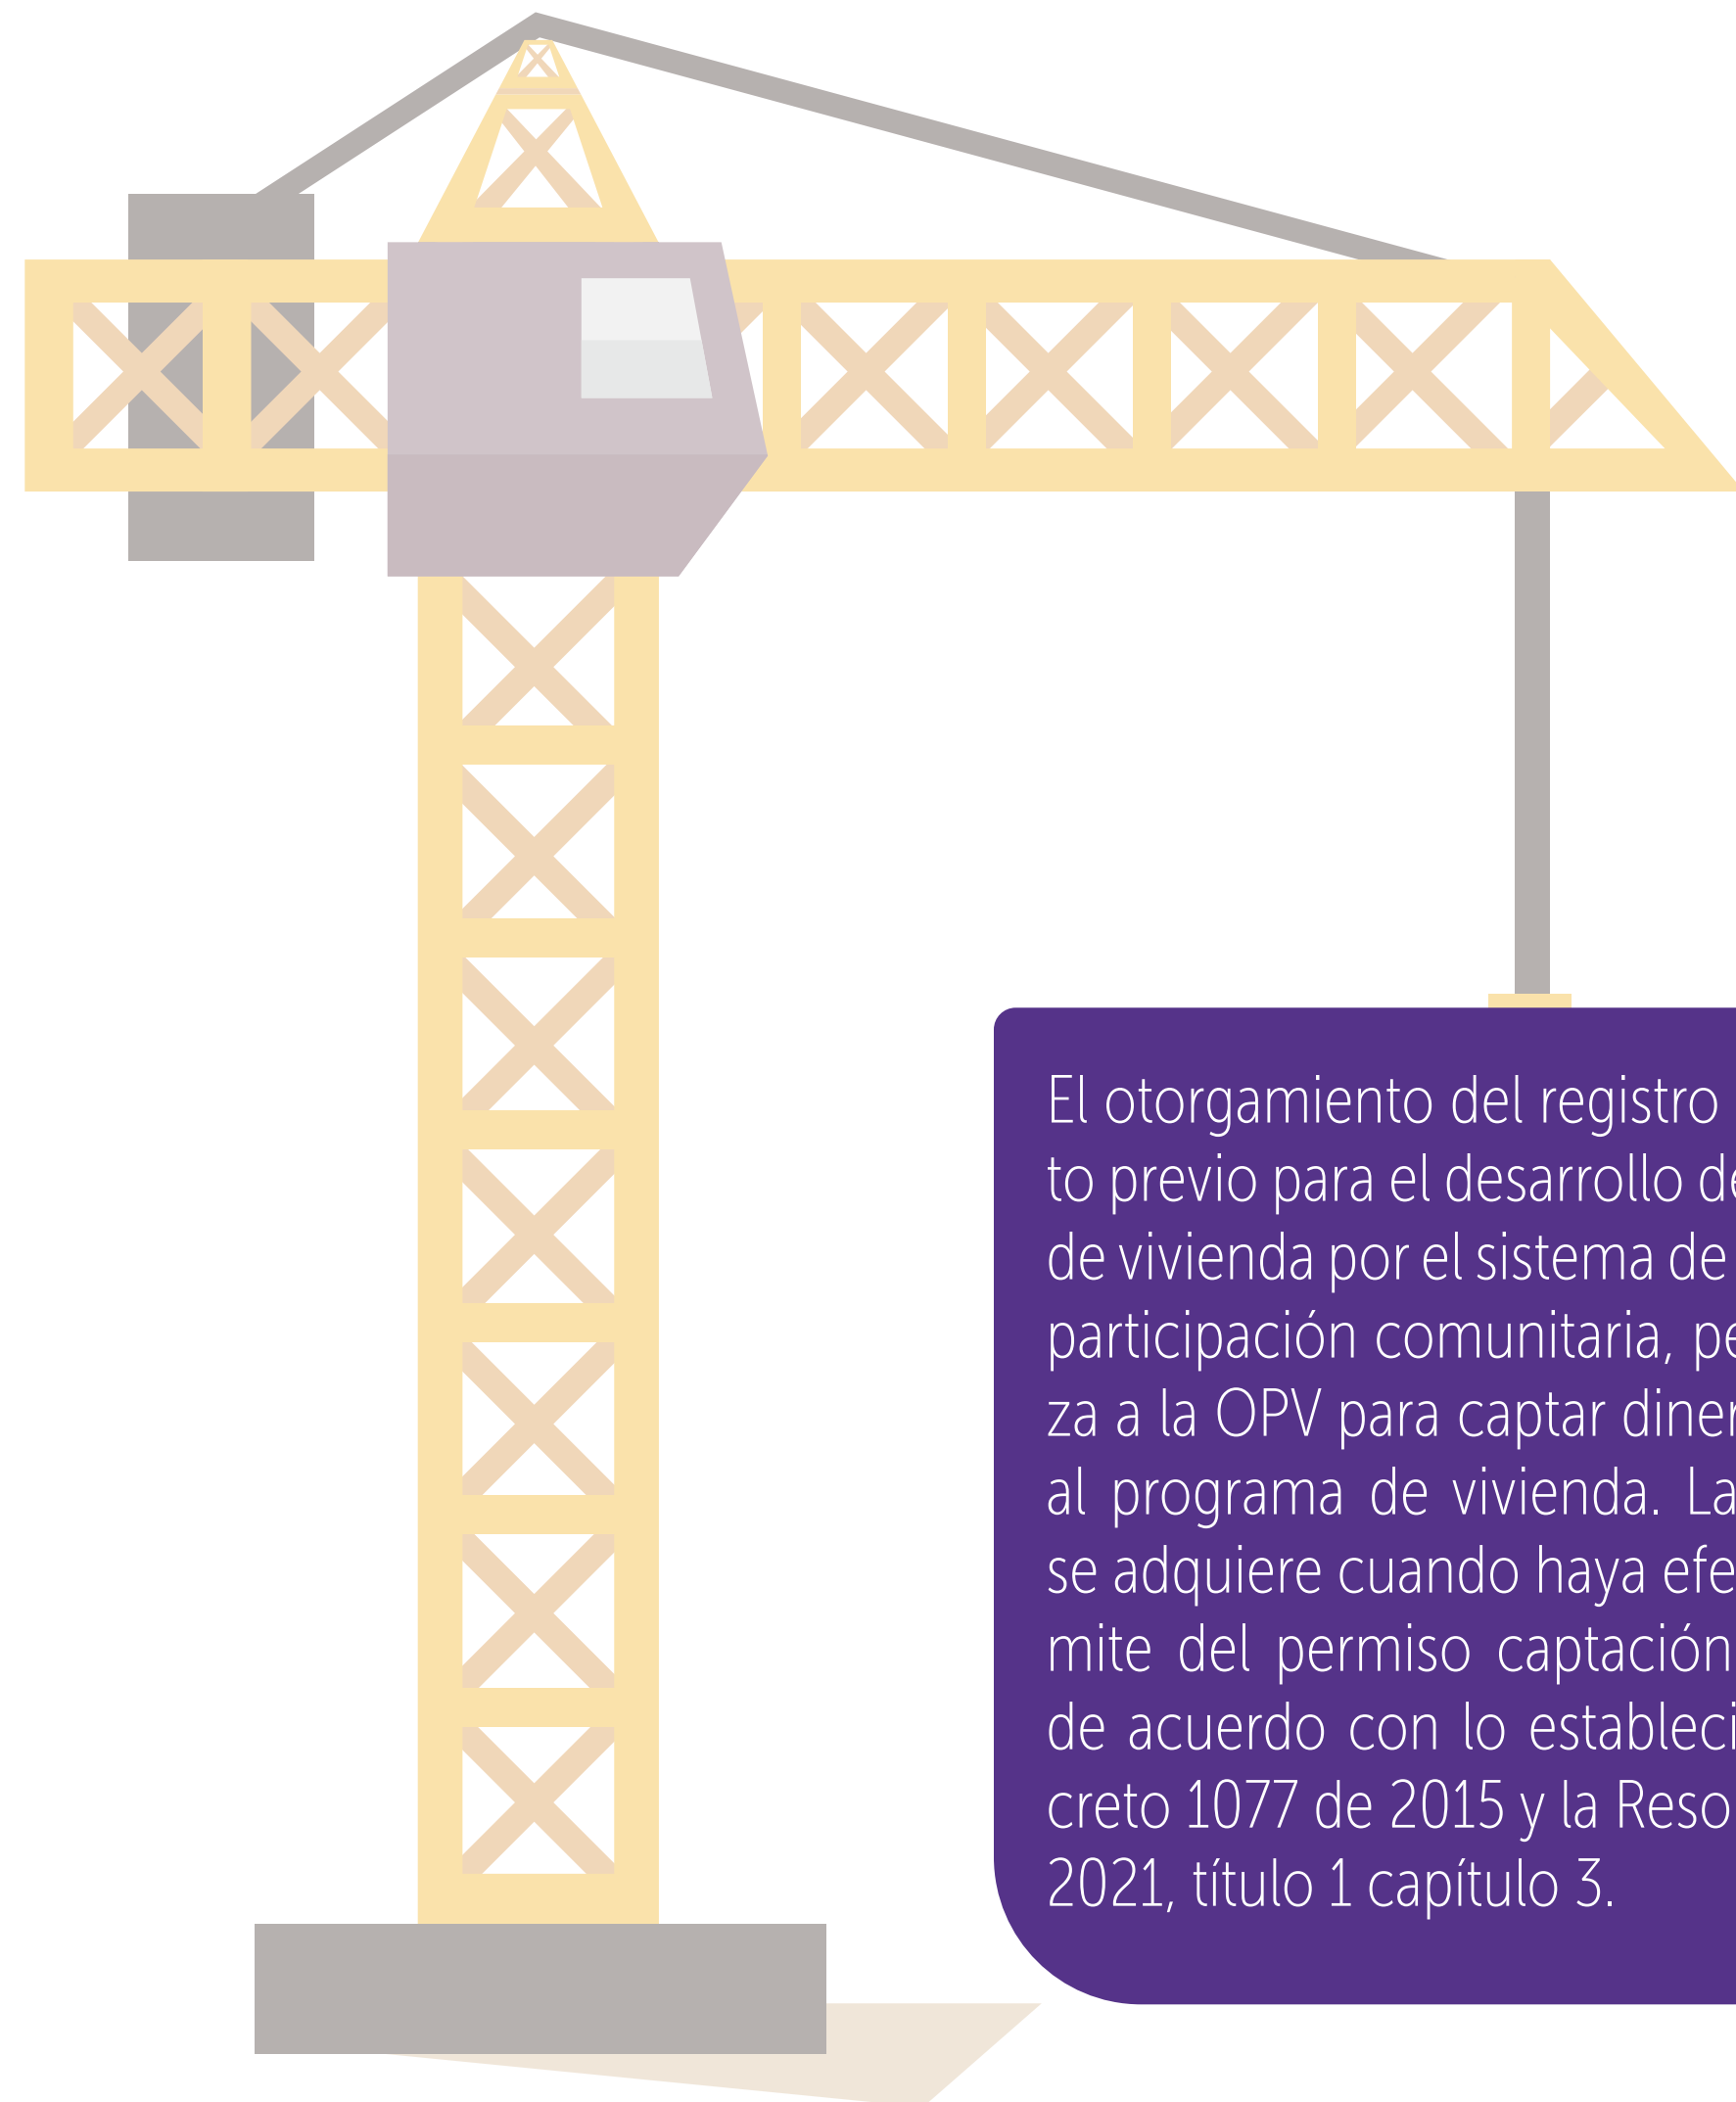 El otorgamiento del registro
to previo para el desarrollo de
de vivienda por el sistema de
participación comunitaria, pe
za a la OPV para captar diner
al programa de vivienda. La
se adquiere cuando haya efe
mite del permiso captación
de acuerdo con lo estableci
creto 1077 de 2015 y la Reso
2021, título 1 capítulo 3.